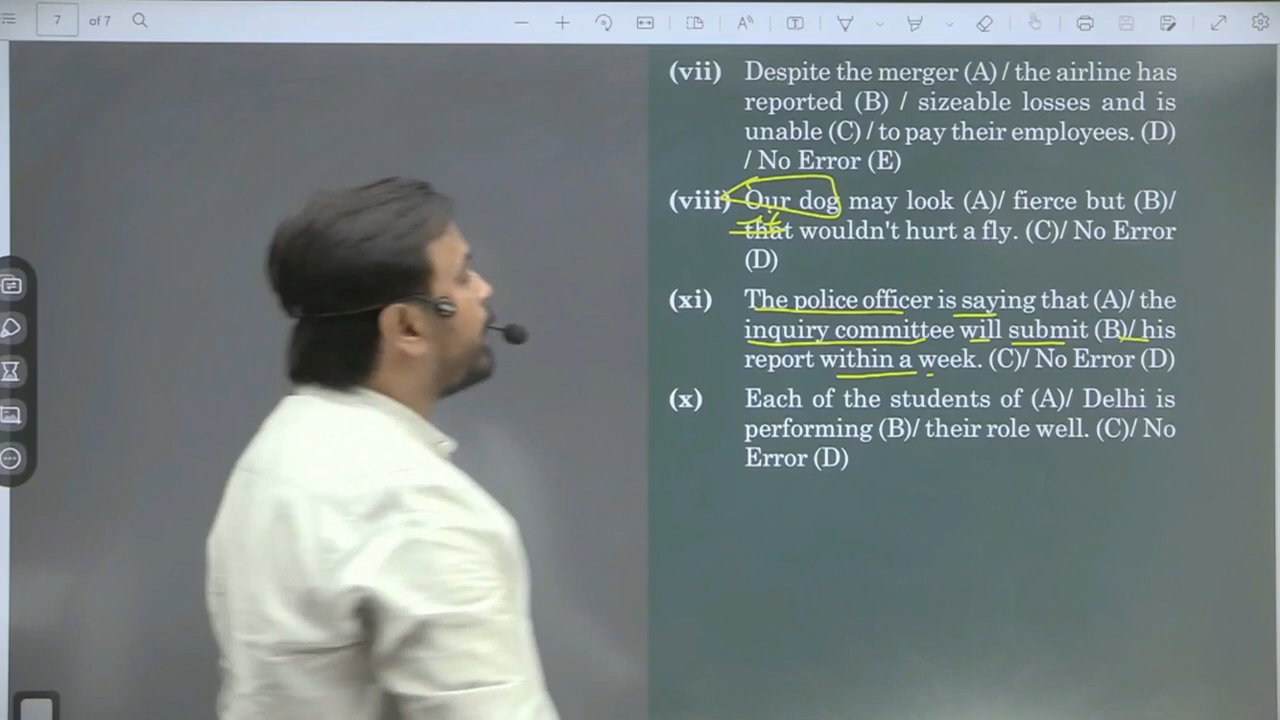 7 of 7
(vii) Despite the merger (A) / the airline has
reported (B) / sizeable losses and is
unable (C) / to pay their employees. (D)
/ No Error (E)
(viii) Our dog may look (A)/ fierce but (B)/
it
that wouldn't hurt a fly. (C)/ No Error
(D)
(xi) The police officer is saying that (A)/ the
inquiry committee will submit (B)/ his
report within a week. (C)/ No Error (D)
(x) Each of the students of (A)/ Delhi is
performing (B)/ their role well. (C)/ No
Error (D)